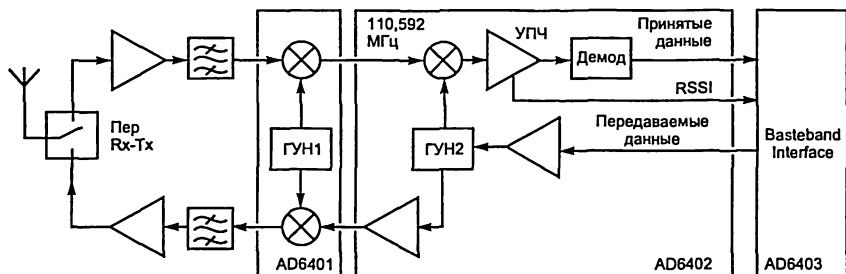 110,592
МГц
УПЧ
Принятые
данные
Демод
RSSI
Пер
Rx-Tx
ГУН1
ГУН2
Передаваемые
данные
Basteband
Interface
AD6401
AD6402
AD6403